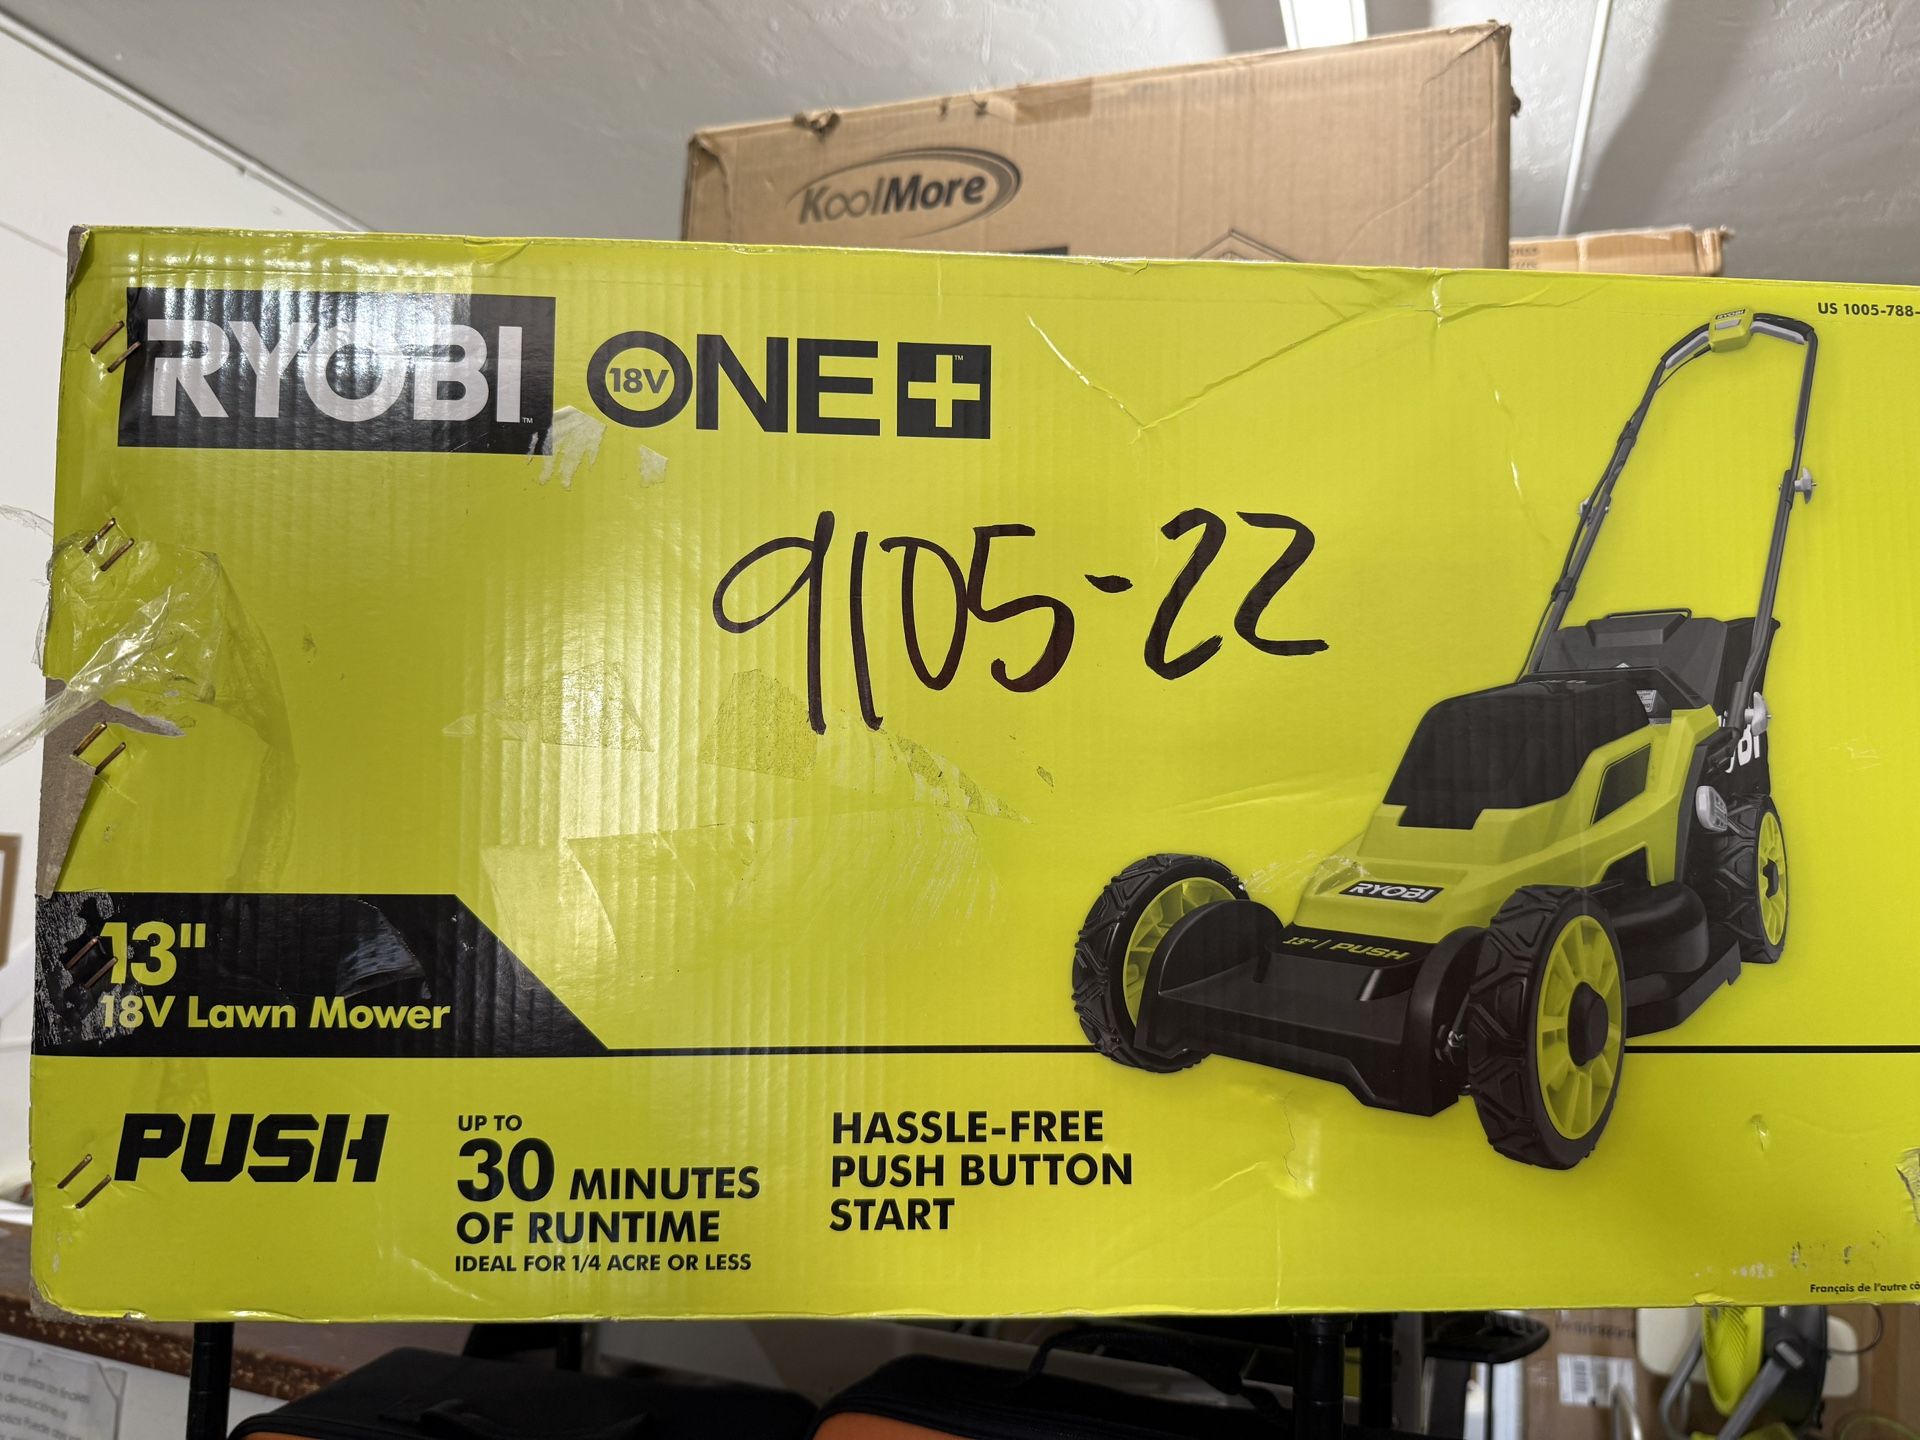 KoolMore
RYOBI™ 18V ONE+™
US 1005-788-
9105-22
RYOBI
13" | PUSH
13"
18V Lawn Mower
PUSH
UP TO
30 MINUTES
OF RUNTIME
IDEAL FOR 1/4 ACRE OR LESS
HASSLE-FREE
PUSH BUTTON
START
Français de l'autre cô